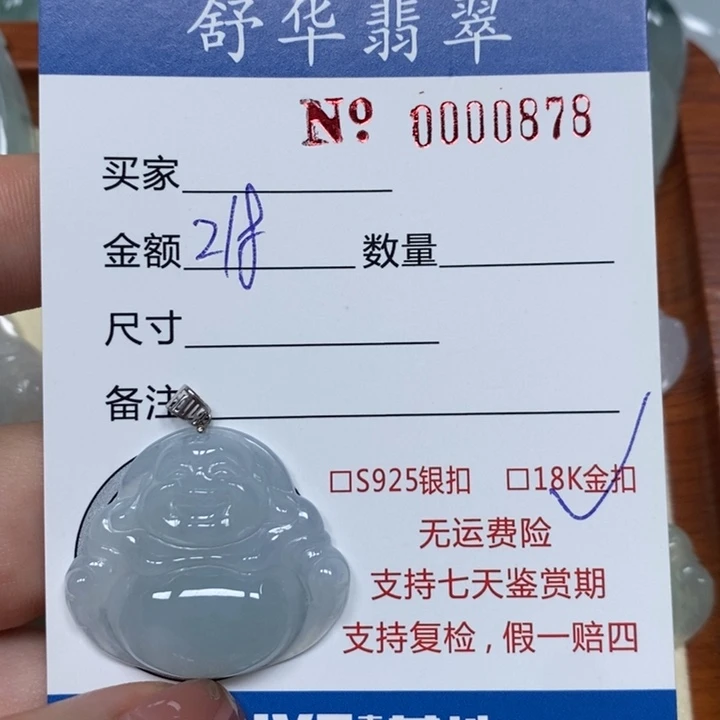 舒华翡翠
Nº 0000878
买家
金额 218 数量
尺寸
备注
□S925银扣 □18K金扣
无运费险
支持七天鉴赏期
支持复检,假一赔四